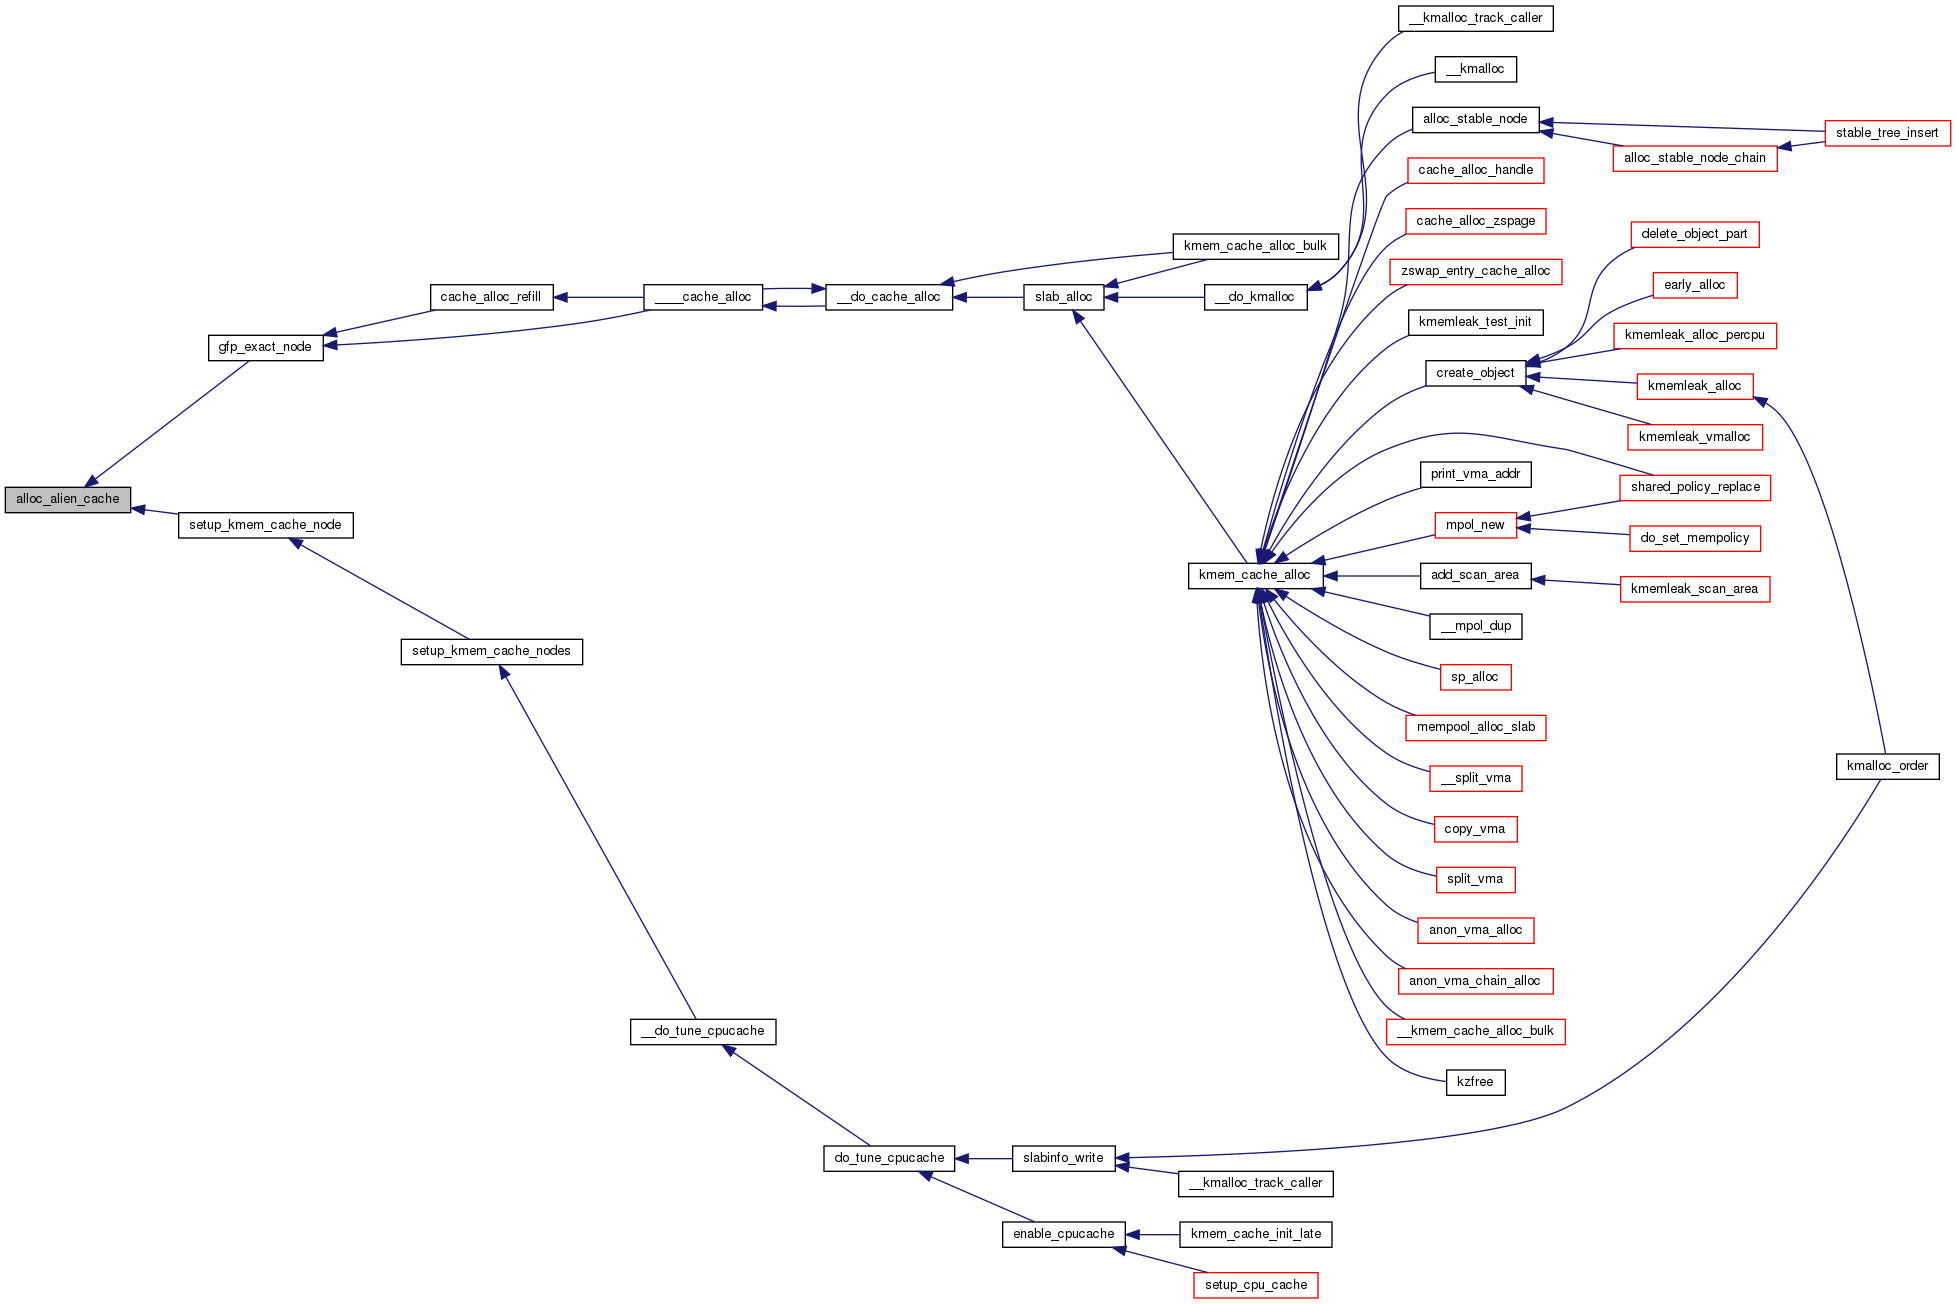 __kmalloc_track_caller
__kmalloc
alloc_stable_node
stable_tree_insert
alloc_stable_node_chain
cache_alloc_handle
cache_alloc_zspage
delete_object_part
kmem_cache_alloc_bulk
zswap_entry_cache_alloc
early_alloc
cache_alloc_refill
____cache_alloc
__do_cache_alloc
slab_alloc
__do_kmalloc
kmemleak_test_init
kmemleak_alloc_percpu
gfp_exact_node
create_object
kmemleak_alloc
kmemleak_vmalloc
print_vma_addr
shared_policy_replace
alloc_alien_cache
setup_kmem_cache_node
mpol_new
do_set_mempolicy
kmem_cache_alloc
add_scan_area
kmemleak_scan_area
__mpol_dup
setup_kmem_cache_nodes
sp_alloc
mempool_alloc_slab
kmalloc_order
__split_vma
copy_vma
split_vma
anon_vma_alloc
anon_vma_chain_alloc
__do_tune_cpucache
__kmem_cache_alloc_bulk
kzfree
do_tune_cpucache
slabinfo_write
__kmalloc_track_caller
enable_cpucache
kmem_cache_init_late
setup_cpu_cache